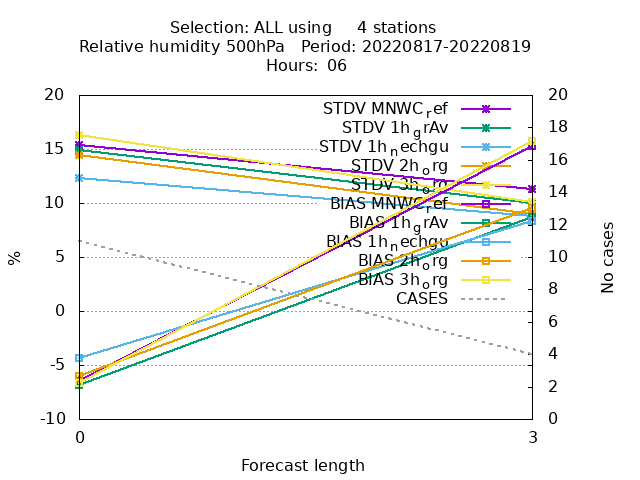 Selection: ALL using 4 stations
Relative humidity 500hPa Period: 20220817-20220819
Hours: 06
20 20
18
15 16
14
10 12
5 10
8
0 6
-5 4
2
-10 0
%
No cases
STDV MNWC_ref
STDV 1h_grAv
STDV 1h_nechgu
STDV 2h_org
STDV 3h_org
BIAS MNWC_ref
BIAS 1h_grAv
BIAS 1h_nechgu
BIAS 2h_org
BIAS 3h_org
CASES
0 3
Forecast length